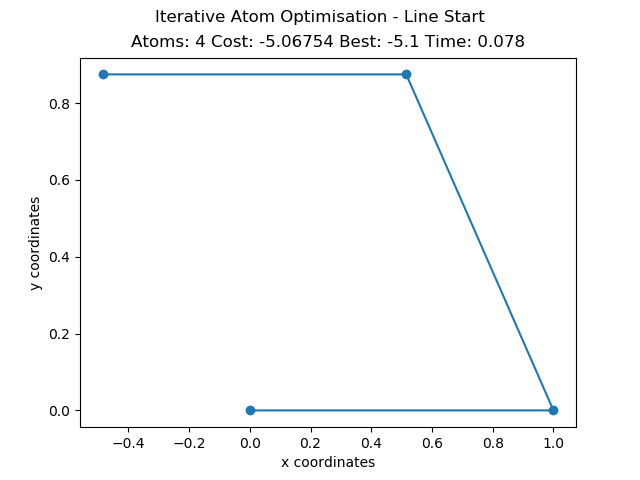 Iterative Atom Optimisation - Line Start
Atoms: 4 Cost: -5.06754 Best: -5.1 Time: 0.078
0.8
0.6
0.4
0.2
0.0
y coordinates
−0.4 −0.2 0.0 0.2 0.4 0.6 0.8 1.0
x coordinates